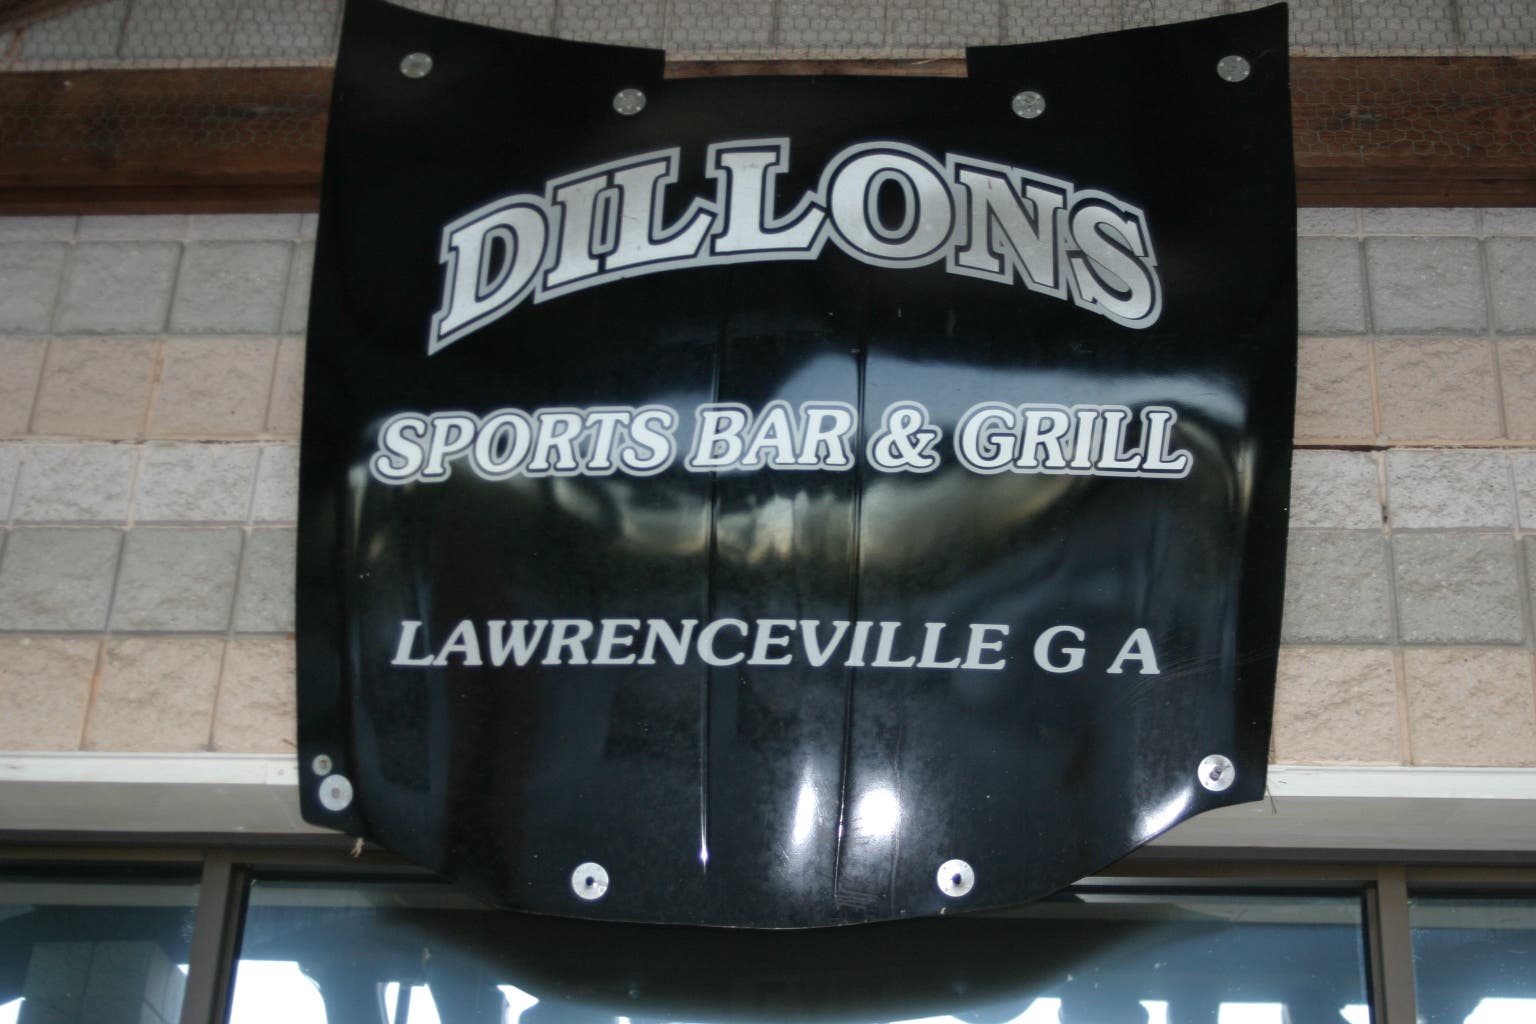 DILLONS
SPORTS BAR & GRILL
LAWRENCEVILLE G A